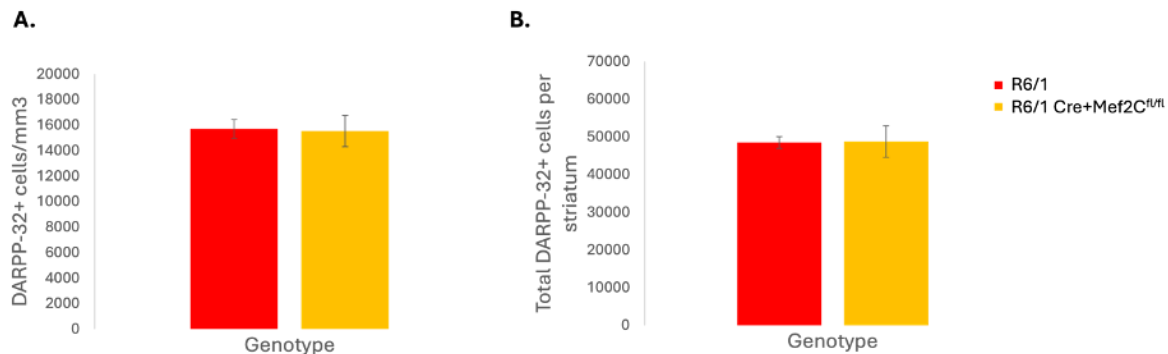 A.
DARPP-32+ cells/mm3
20000
18000
16000
14000
12000
10000
8000
6000
4000
2000
0
Genotype
B.
Total DARPP-32+ cells per
striatum
70000
60000
50000
40000
30000
20000
10000
0
Genotype
R6/1
R6/1 Cre+Mef2Cfl/fl